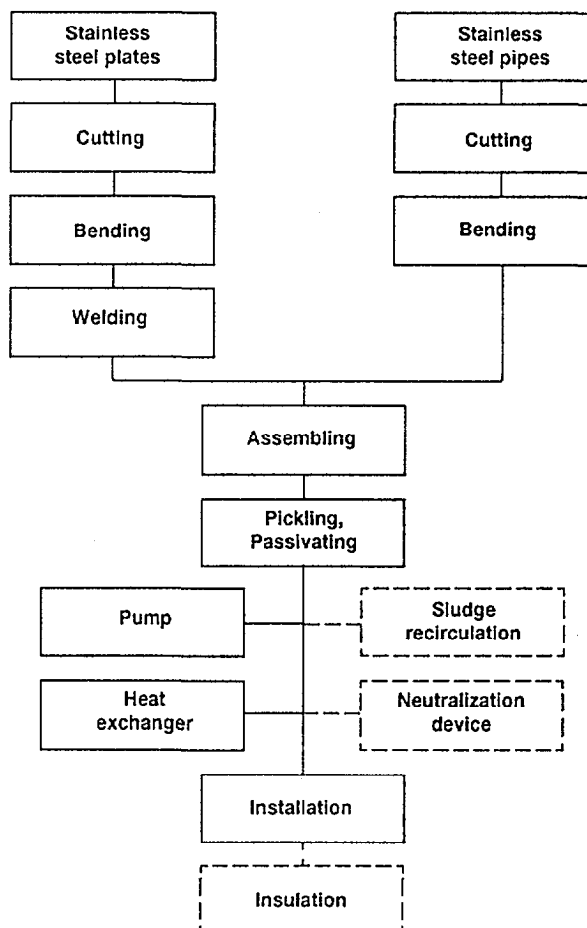 Stainless
steel plates
Stainless
steel pipes
Cutting
Cutting
Bending
Bending
Welding
Assembling
Pickling,
Passivating
Pump
Sludge
recirculation
Heat
exchanger
Neutralization
device
Installation
Insulation